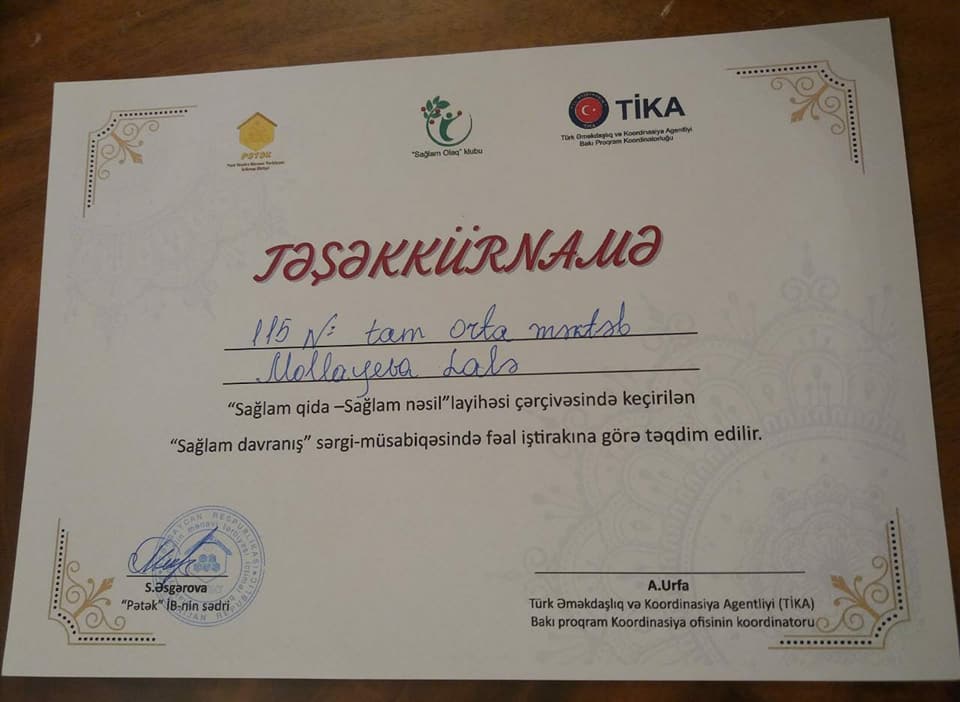 PƏTƏK
"Sağlam Olaq" klubu
TİKA
Türk Əməkdaşlıq və Koordinasiya Agentliyi
Bakı Proqram Koordinatorluğu
TƏŞƏKKÜRNAMƏ
115 №: tam orta məktəb
Mollayeva Lalə
"Sağlam qida –Sağlam nəsil"layihəsi çərçivəsində keçirilən
"Sağlam davranış" sərgi-müsabiqəsində fəal iştirakına görə təqdim edilir.
S.Əsgərova
"Pətək" İB-nin sədri
A.Urfa
Türk Əməkdaşlıq və Koordinasiya Agentliyi (TİKA)
Bakı proqram Koordinasiya ofisinin koordinatoru